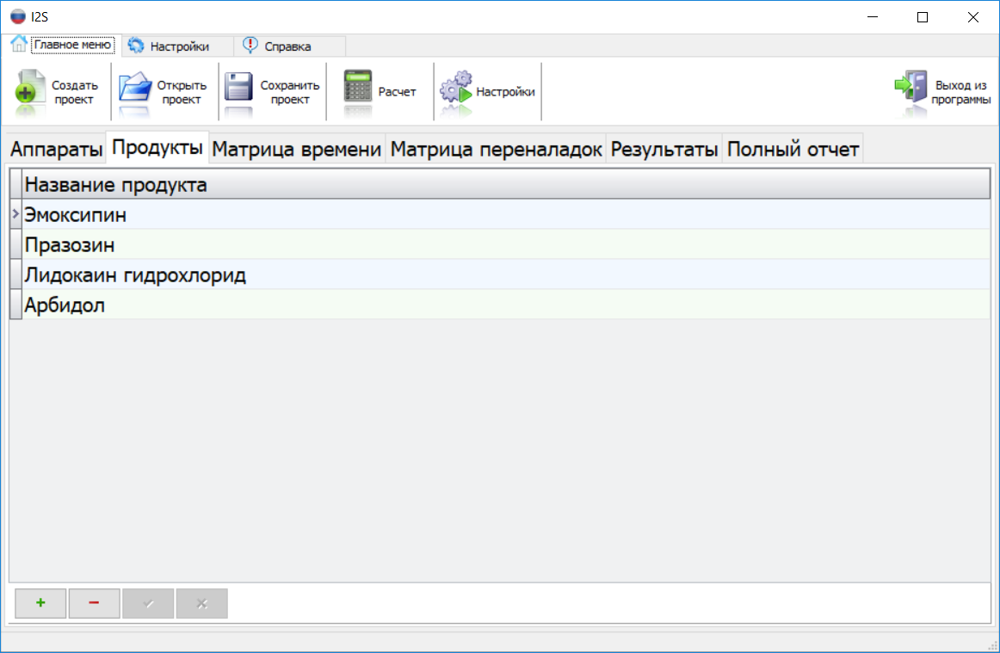 I2S
Главное меню Настройки Справка
Создать проект Открыть проект Сохранить проект Расчет Настройки Выход из программы
Аппараты Продукты Матрица времени Матрица переналадок Результаты Полный отчет
Название продукта
Эмоксипин
Празозин
Лидокаин гидрохлорид
Арбидол